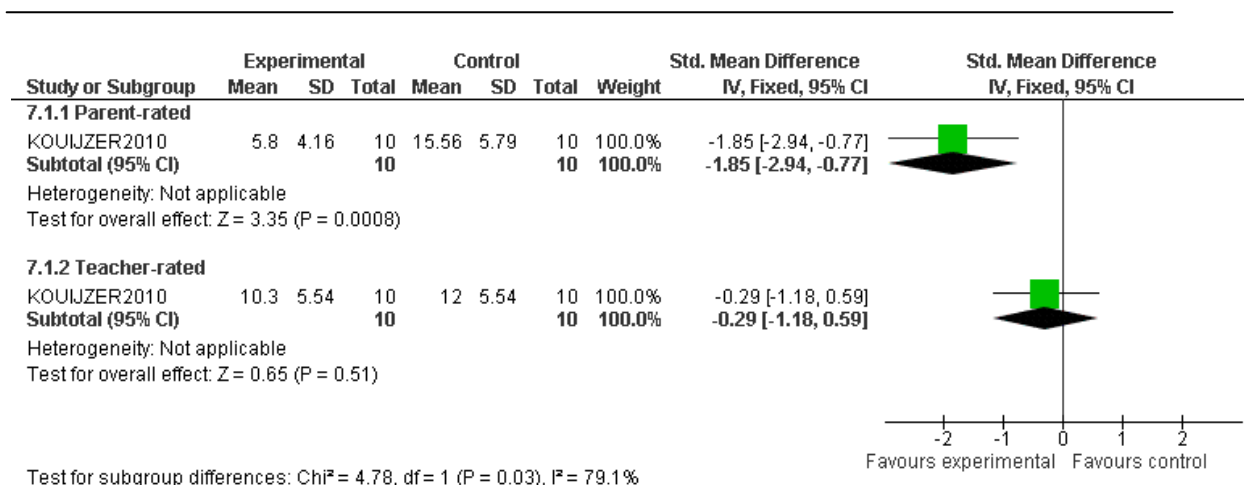 Experimental Control Std. Mean Difference Std. Mean Difference
Study or Subgroup Mean SD Total Mean SD Total Weight IV, Fixed, 95% CI IV, Fixed, 95% CI
7.1.1 Parent-rated
KOUIJZER2010 5.8 4.16 10 15.56 5.79 10 100.0% -1.85 [-2.94, -0.77]
Subtotal (95% CI) 10 10 100.0% -1.85 [-2.94, -0.77]
Heterogeneity: Not applicable
Test for overall effect: Z = 3.35 (P = 0.0008)
7.1.2 Teacher-rated
KOUIJZER2010 10.3 5.54 10 12 5.54 10 100.0% -0.29 [-1.18, 0.59]
Subtotal (95% CI) 10 10 100.0% -0.29 [-1.18, 0.59]
Heterogeneity: Not applicable
Test for overall effect: Z = 0.65 (P = 0.51)
-2 -1 0 1 2
Favours experimental Favours control
Test for subgroup differences: Chi² = 4.78, df = 1 (P = 0.03), I² = 79.1%